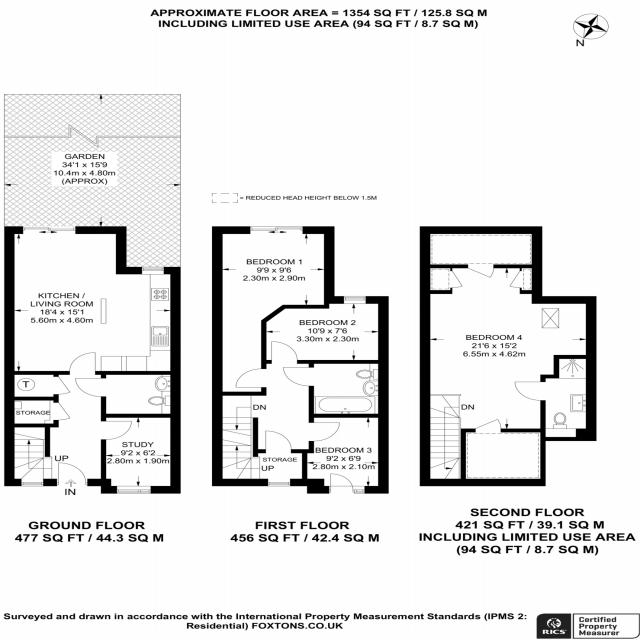 APPROXIMATE FLOOR AREA = 1354 SQ FT / 125.8 SQ M
INCLUDING LIMITED USE AREA (94 SQ FT / 8.7 SQ M)
N
GARDEN
34'1 x 15'9
10.4m x 4.80m
(APPROX)
= REDUCED HEAD HEIGHT BELOW 1.5M
KITCHEN /
LIVING ROOM
18'4 x 15'1
5.60m x 4.60m
T
STORAGE
UP
IN
STUDY
9'2 x 6'2
2.80m x 1.90m
BEDROOM 1
9'9 x 9'6
2.30m x 2.90m
BEDROOM 2
10'9 x 7'6
3.30m x 2.30m
DN
STORAGE
UP
BEDROOM 3
9'2 x 6'9
2.80m x 2.10m
BEDROOM 4
21'6 x 15'2
6.55m x 4.62m
DN
GROUND FLOOR
477 SQ FT / 44.3 SQ M
FIRST FLOOR
456 SQ FT / 42.4 SQ M
SECOND FLOOR
421 SQ FT / 39.1 SQ M
INCLUDING LIMITED USE AREA
(94 SQ FT / 8.7 SQ M)
Surveyed and drawn in accordance with the International Property Measurement Standards (IPMS 2:
Residential) FOXTONS.CO.UK
RICS
Certified
Property
Measurer